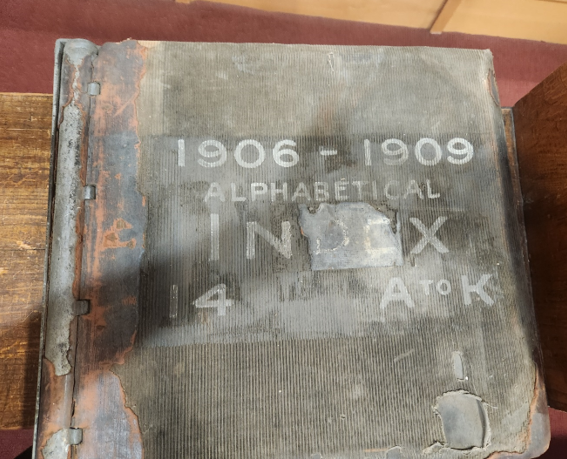 1906 - 1909
ALPHABETICAL
INDEX
14 A TO K